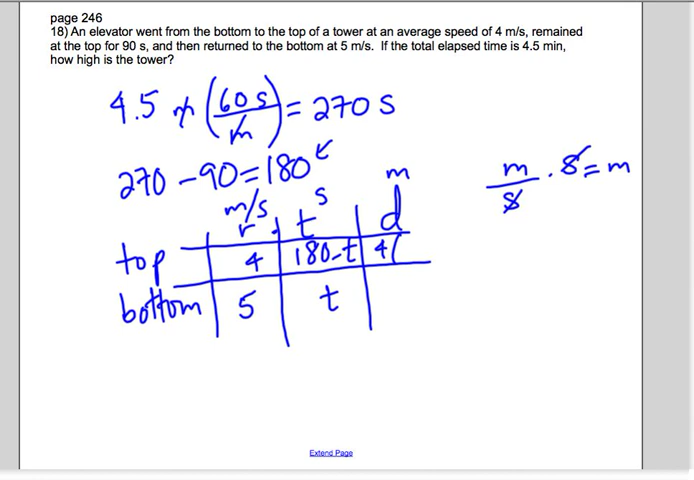 page 246
18) An elevator went from the bottom to the top of a tower at an average speed of 4 m/s, remained
at the top for 90 s, and then returned to the bottom at 5 m/s. If the total elapsed time is 4.5 min,
how high is the tower?
4.5 m (60 s / m) = 270 s
270 - 90 = 180
m/s s m
r t d
top 4 180-t 4(
bottom 5 t
m/s · s = m
Extend Page